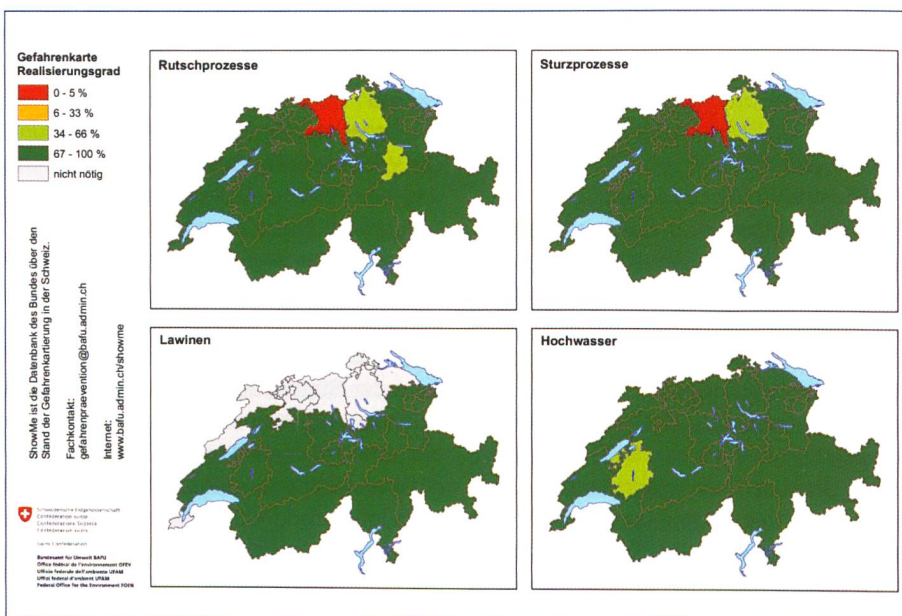 Gefahrenkarte
Realisierungsgrad
0 - 5 %
6 - 33 %
34 - 66 %
67 - 100 %
nicht nötig
Rutschprozesse
Sturzprozesse
Lawinen
Hochwasser
ShowMe ist die Datenbank des Bundes über den
Stand der Gefahrenkartierung in der Schweiz.
Fachkontakt:
gefahrenpraevention@bafu.admin.ch
Internet:
www.bafu.admin.ch/showme
Schweizerische Eidgenossenschaft
Confédération suisse
Confederazione Svizzera
Confederaziun svizra
Swiss Confederation
Bundesamt für Umwelt BAFU
Office fédéral de l'environnement OFEV
Ufficio federale dell'ambiente UFAM
Uffizi federal d'ambient UFAM
Federal Office for the Environment FOEN